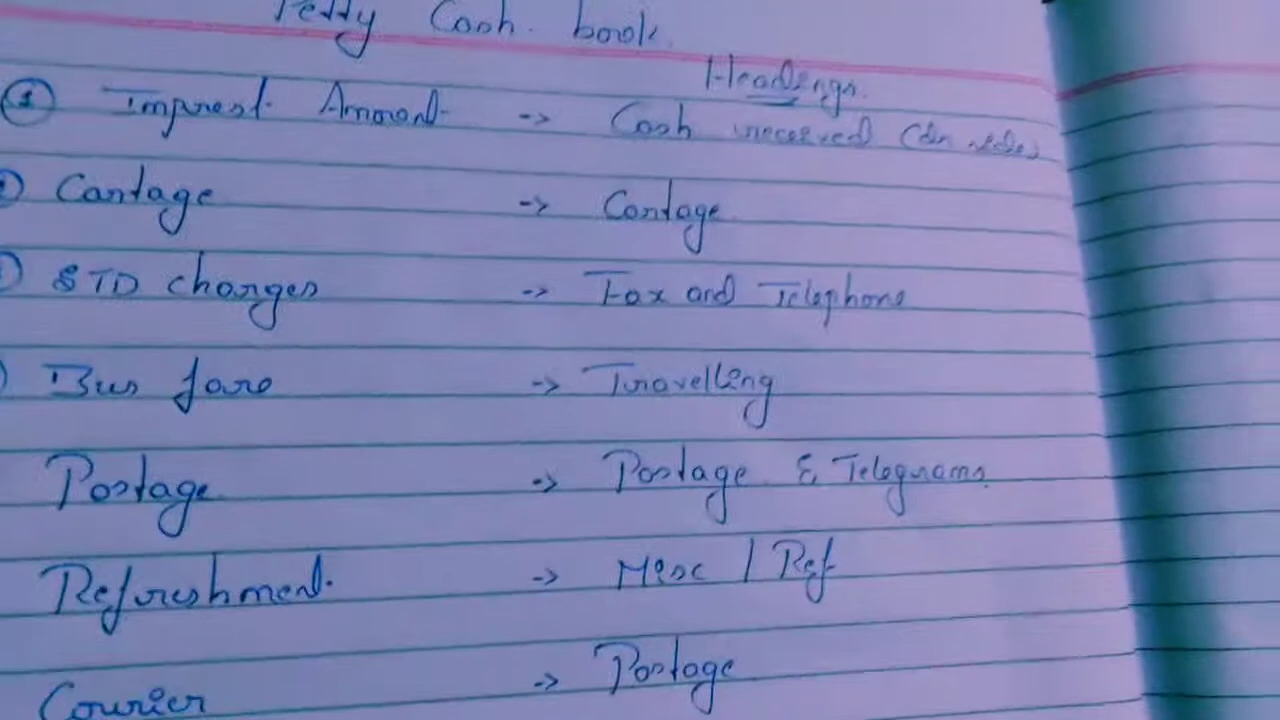 Petty Cash book.
Headings.
① Imprest Amount -> Cash received (Dr side)
Cartage -> Cartage
STD charges -> Fax and Telephone
Bus fare -> Travelling
Postage -> Postage & Telegrams.
Refreshment. -> Misc / Ref
Courier -> Postage